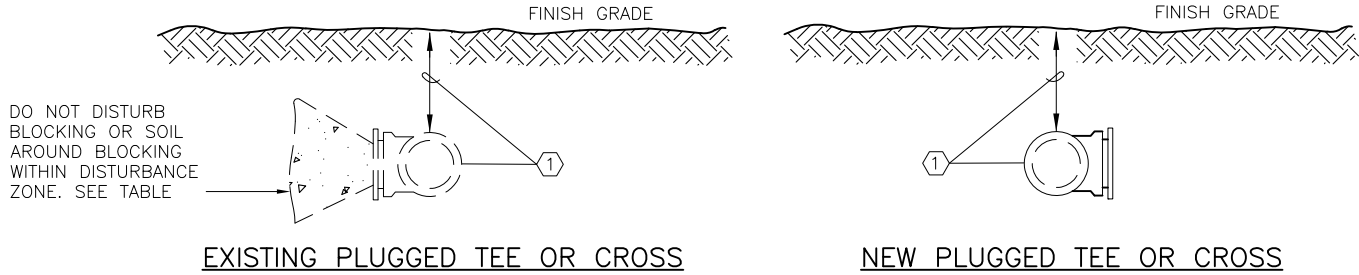 FINISH GRADE
DO NOT DISTURB
BLOCKING OR SOIL
AROUND BLOCKING
WITHIN DISTURBANCE
ZONE. SEE TABLE
1
EXISTING PLUGGED TEE OR CROSS
FINISH GRADE
1
NEW PLUGGED TEE OR CROSS